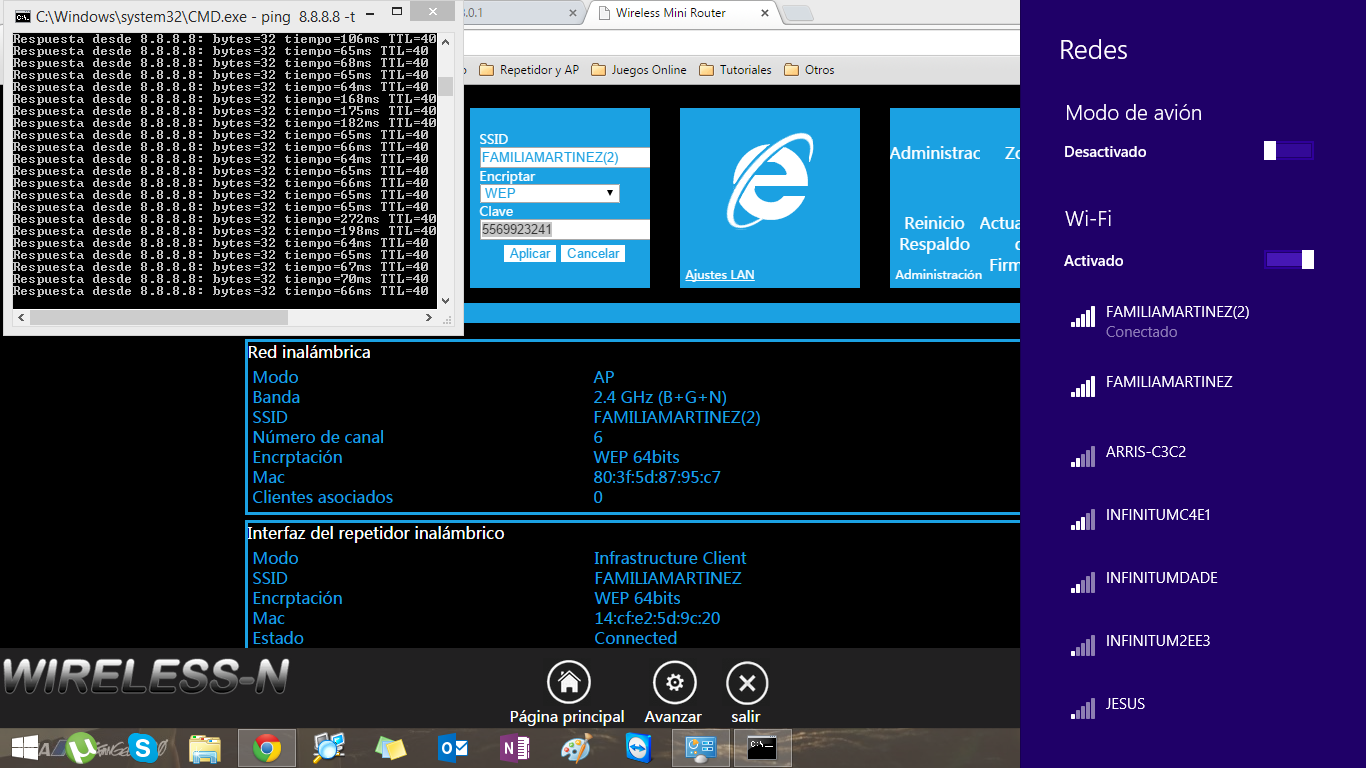 C:\Windows\system32\CMD.exe - ping 8.8.8.8 -t
Respuesta desde 8.8.8.8: bytes=32 tiempo=106ms TTL=40
Respuesta desde 8.8.8.8: bytes=32 tiempo=65ms TTL=40
Respuesta desde 8.8.8.8: bytes=32 tiempo=68ms TTL=40
Respuesta desde 8.8.8.8: bytes=32 tiempo=65ms TTL=40
Respuesta desde 8.8.8.8: bytes=32 tiempo=64ms TTL=40
Respuesta desde 8.8.8.8: bytes=32 tiempo=168ms TTL=40
Respuesta desde 8.8.8.8: bytes=32 tiempo=175ms TTL=40
Respuesta desde 8.8.8.8: bytes=32 tiempo=182ms TTL=40
Respuesta desde 8.8.8.8: bytes=32 tiempo=65ms TTL=40
Respuesta desde 8.8.8.8: bytes=32 tiempo=66ms TTL=40
Respuesta desde 8.8.8.8: bytes=32 tiempo=64ms TTL=40
Respuesta desde 8.8.8.8: bytes=32 tiempo=65ms TTL=40
Respuesta desde 8.8.8.8: bytes=32 tiempo=66ms TTL=40
Respuesta desde 8.8.8.8: bytes=32 tiempo=65ms TTL=40
Respuesta desde 8.8.8.8: bytes=32 tiempo=65ms TTL=40
Respuesta desde 8.8.8.8: bytes=32 tiempo=272ms TTL=40
Respuesta desde 8.8.8.8: bytes=32 tiempo=198ms TTL=40
Respuesta desde 8.8.8.8: bytes=32 tiempo=64ms TTL=40
Respuesta desde 8.8.8.8: bytes=32 tiempo=65ms TTL=40
Respuesta desde 8.8.8.8: bytes=32 tiempo=67ms TTL=40
Respuesta desde 8.8.8.8: bytes=32 tiempo=70ms TTL=40
Respuesta desde 8.8.8.8: bytes=32 tiempo=66ms TTL=40
.0.1
Wireless Mini Router
Repetidor y AP Juegos Online Tutoriales Otros
SSID
FAMILIAMARTINEZ(2)
Encriptar
WEP
Clave
5569923241
Aplicar Cancelar
Ajustes LAN
Administrac Zo
Reinicio Actua
Respaldo d
Firm
Administración
Red inalámbrica
Modo AP
Banda 2.4 GHz (B+G+N)
SSID FAMILIAMARTINEZ(2)
Número de canal 6
Encrptación WEP 64bits
Mac 80:3f:5d:87:95:c7
Clientes asociados 0
Interfaz del repetidor inalámbrico
Modo Infrastructure Client
SSID FAMILIAMARTINEZ
Encrptación WEP 64bits
Mac 14:cf:e2:5d:9c:20
Estado Connected
WIRELESS-N
Página principal Avanzar salir
Redes
Modo de avión
Desactivado
Wi-Fi
Activado
FAMILIAMARTINEZ(2)
Conectado
FAMILIAMARTINEZ
ARRIS-C3C2
INFINITUMC4E1
INFINITUMDADE
INFINITUM2EE3
JESUS